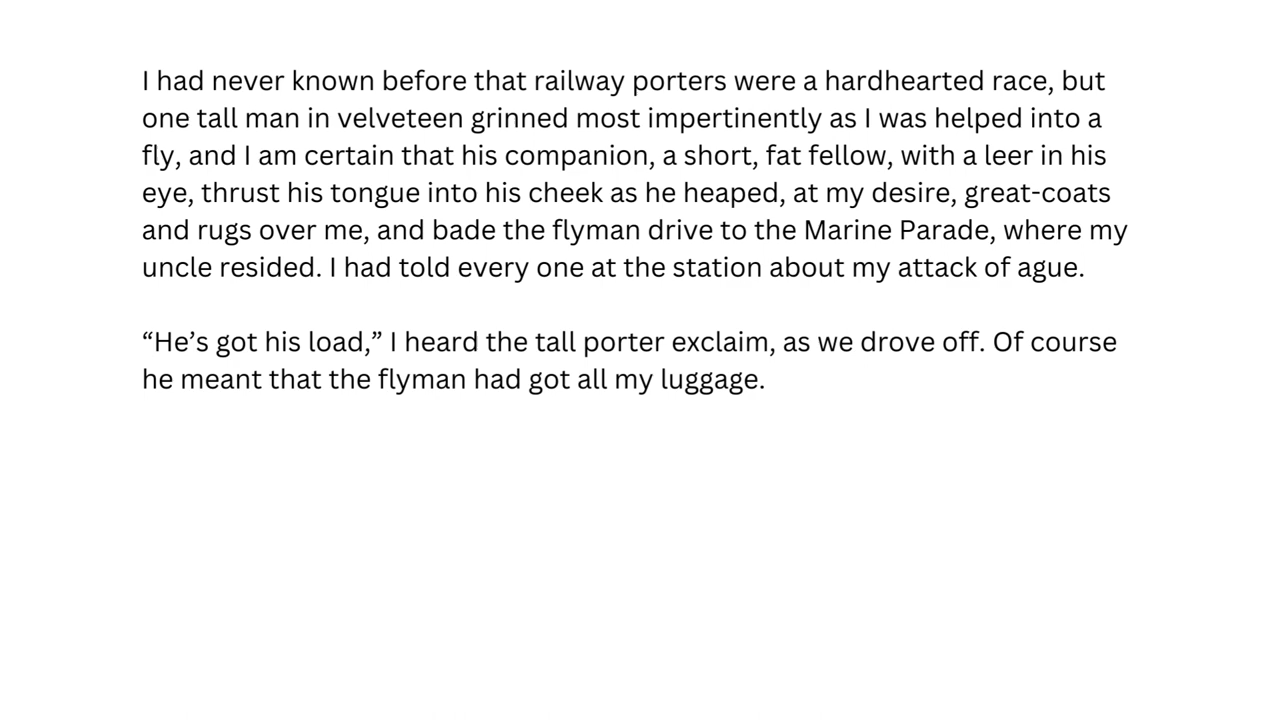 I had never known before that railway porters were a hardhearted race, but
one tall man in velveteen grinned most impertinently as I was helped into a
fly, and I am certain that his companion, a short, fat fellow, with a leer in his
eye, thrust his tongue into his cheek as he heaped, at my desire, great-coats
and rugs over me, and bade the flyman drive to the Marine Parade, where my
uncle resided. I had told every one at the station about my attack of ague.
“He’s got his load,” I heard the tall porter exclaim, as we drove off. Of course
he meant that the flyman had got all my luggage.